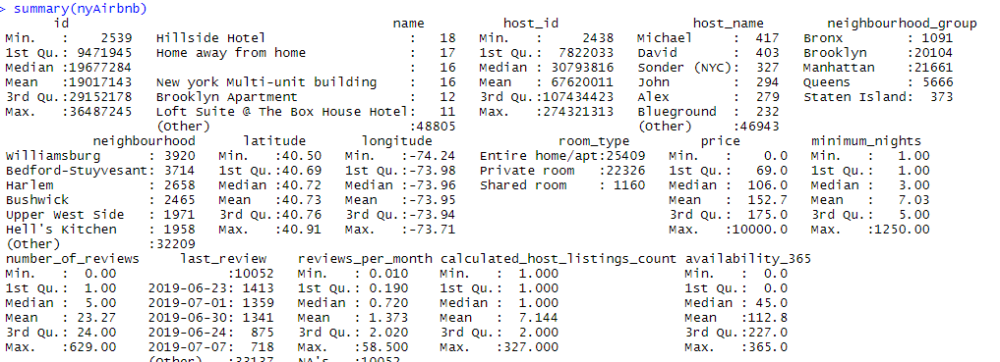 > summary(nyAirbnb)
id name host_id host_name neighbourhood_group
Min. : 2539 Hillside Hotel : 18 Min. : 2438 Michael : 417 Bronx : 1091
1st Qu.: 9471945 Home away from home : 17 1st Qu.: 7822033 David : 403 Brooklyn :20104
Median :19677284 : 16 Median : 30793816 Sonder (NYC): 327 Manhattan :21661
Mean :19017143 New york Multi-unit building : 16 Mean : 67620011 John : 294 Queens : 5666
3rd Qu.:29152178 Brooklyn Apartment : 12 3rd Qu.:107434423 Alex : 279 Staten Island: 373
Max. :36487245 Loft Suite @ The Box House Hotel: 11 Max. :274321313 Blueground : 232
(Other) :48805 (Other) :46943
neighbourhood latitude longitude room_type price minimum_nights
Williamsburg : 3920 Min. :40.50 Min. :-74.24 Entire home/apt:25409 Min. : 0.0 Min. : 1.00
Bedford-Stuyvesant: 3714 1st Qu.:40.69 1st Qu.:-73.98 Private room :22326 1st Qu.: 69.0 1st Qu.: 1.00
Harlem : 2658 Median :40.72 Median :-73.96 Shared room : 1160 Median : 106.0 Median : 3.00
Bushwick : 2465 Mean :40.73 Mean :-73.95 Mean : 152.7 Mean : 7.03
Upper West Side : 1971 3rd Qu.:40.76 3rd Qu.:-73.94 3rd Qu.: 175.0 3rd Qu.: 5.00
Hell's Kitchen : 1958 Max. :40.91 Max. :-73.71 Max. :10000.0 Max. :1250.00
(Other) :32209
number_of_reviews last_review reviews_per_month calculated_host_listings_count availability_365
Min. : 0.00 :10052 Min. : 0.010 Min. : 1.000 Min. : 0.0
1st Qu.: 1.00 2019-06-23: 1413 1st Qu.: 0.190 1st Qu.: 1.000 1st Qu.: 0.0
Median : 5.00 2019-07-01: 1359 Median : 0.720 Median : 1.000 Median : 45.0
Mean : 23.27 2019-06-30: 1341 Mean : 1.373 Mean : 7.144 Mean :112.8
3rd Qu.: 24.00 2019-06-24: 875 3rd Qu.: 2.020 3rd Qu.: 2.000 3rd Qu.:227.0
Max. :629.00 2019-07-07: 718 Max. :58.500 Max. :327.000 Max. :365.0
(Other) :33137 NA's :10052